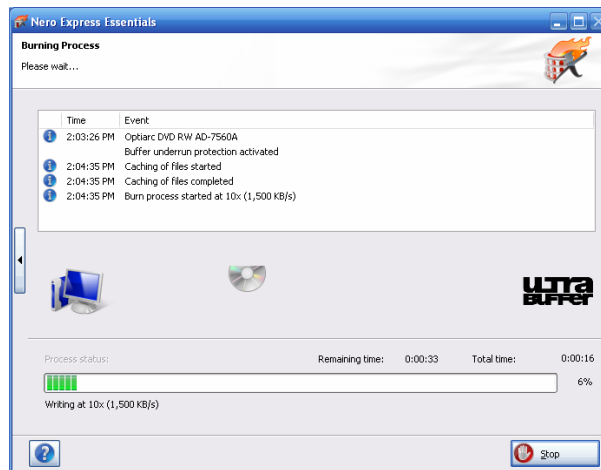 Nero Express Essentials
Burning Process
Please wait...
Time Event
2:03:26 PM Optiarc DVD RW AD-7560A
Buffer underrun protection activated
2:04:35 PM Caching of files started
2:04:35 PM Caching of files completed
2:04:35 PM Burn process started at 10x (1,500 KB/s)
ULTRA
BUFFER
Process status: Remaining time: 0:00:33 Total time: 0:00:16
6%
Writing at 10x (1,500 KB/s)
Stop